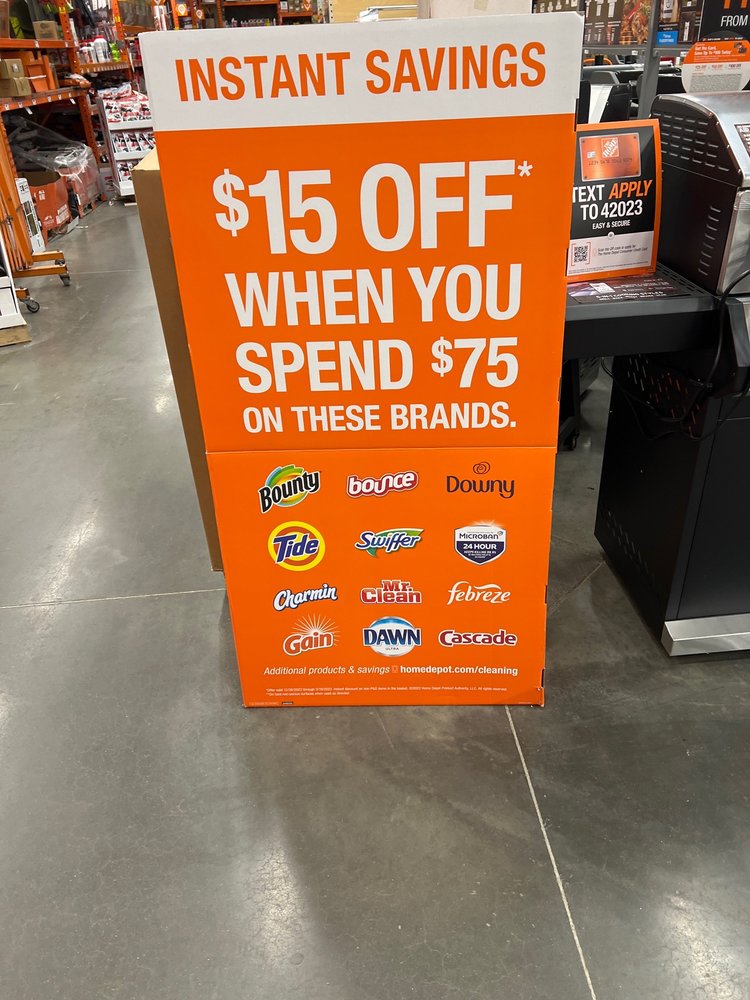 INSTANT SAVINGS
$15 OFF*
WHEN YOU
SPEND $75
ON THESE BRANDS.
Bounty
bounce
Downy
Tide
Swiffer
MICROBAN
24 HOUR
Charmin
Mr. Clean
febreze
Gain
DAWN
ULTRA
Cascade
Additional products & savings homedepot.com/cleaning
FROM
TEXT APPLY
TO 42023
EASY & SECURE